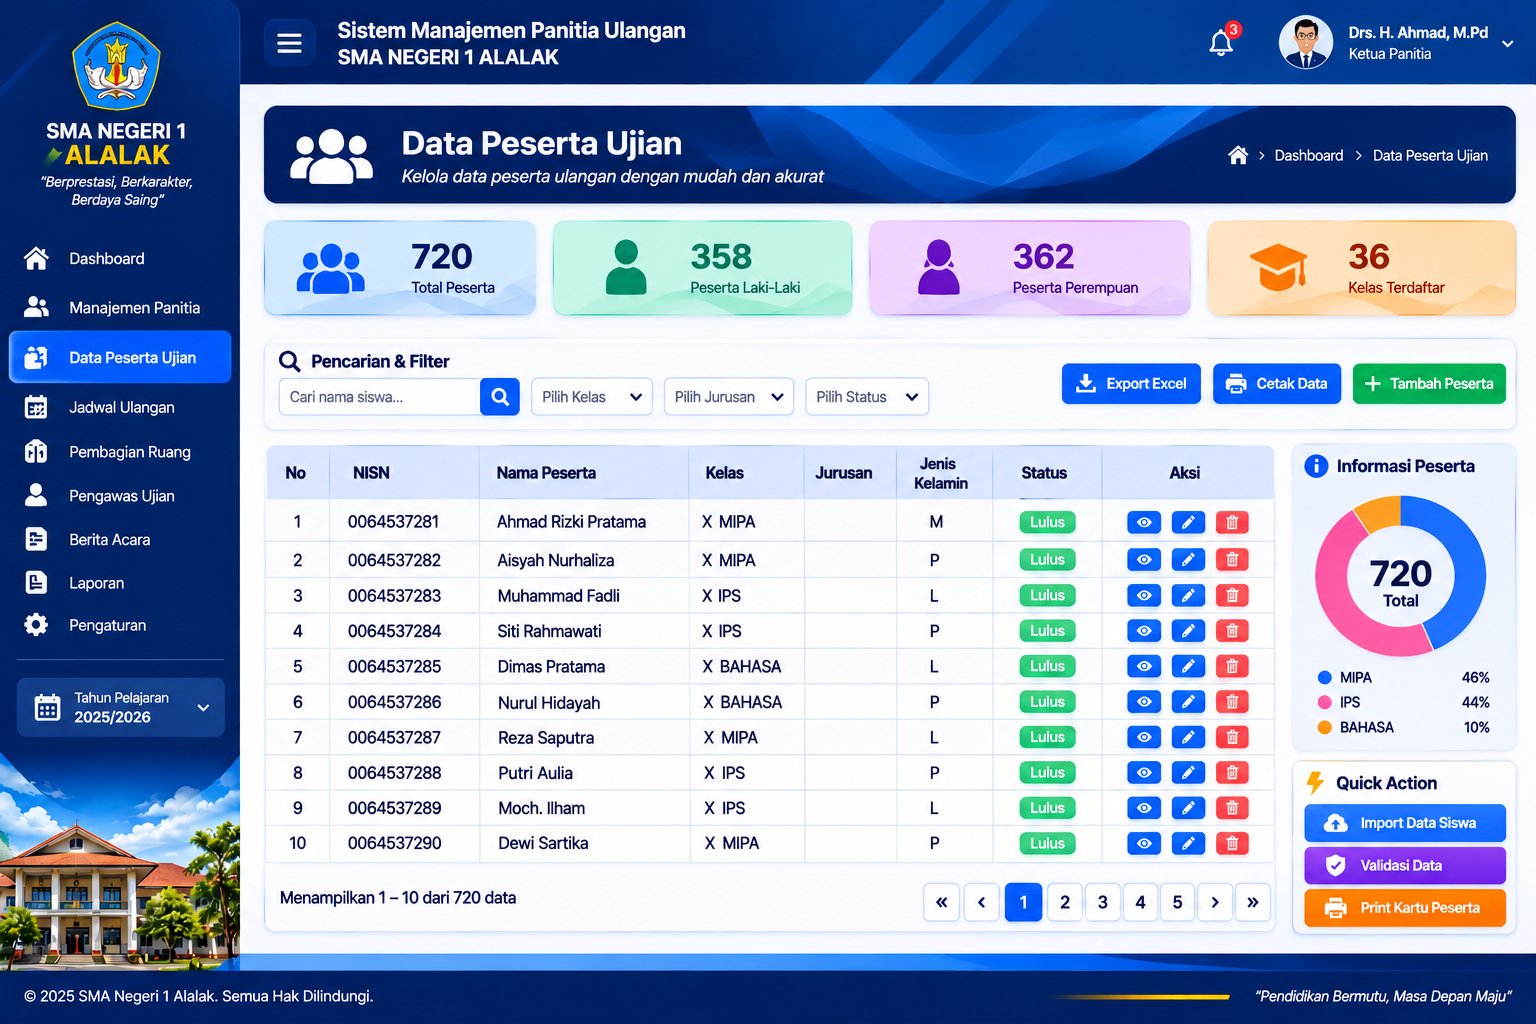 SMA NEGERI 1
ALALAK
"Berprestasi, Berkarakter,
Berdaya Saing"
Dashboard
Manajemen Panitia
Data Peserta Ujian
Jadwal Ulangan
Pembagian Ruang
Pengawas Ujian
Berita Acara
Laporan
Pengaturan
Tahun Pelajaran
2025/2026
Sistem Manajemen Panitia Ulangan
SMA NEGERI 1 ALALAK
3
Drs. H. Ahmad, M.Pd
Ketua Panitia
Data Peserta Ujian
Kelola data peserta ulangan dengan mudah dan akurat
> Dashboard > Data Peserta Ujian
720
Total Peserta
358
Peserta Laki-Laki
362
Peserta Perempuan
36
Kelas Terdaftar
Pencarian & Filter
Cari nama siswa...
Pilih Kelas
Pilih Jurusan
Pilih Status
Export Excel
Cetak Data
+ Tambah Peserta
No NISN Nama Peserta Kelas Jurusan Jenis Kelamin Status Aksi
1 0064537281 Ahmad Rizki Pratama X MIPA M Lulus
2 0064537282 Aisyah Nurhaliza X MIPA P Lulus
3 0064537283 Muhammad Fadli X IPS L Lulus
4 0064537284 Siti Rahmawati X IPS P Lulus
5 0064537285 Dimas Pratama X BAHASA L Lulus
6 0064537286 Nurul Hidayah X BAHASA P Lulus
7 0064537287 Reza Saputra X MIPA L Lulus
8 0064537288 Putri Aulia X IPS P Lulus
9 0064537289 Moch. Ilham X IPS L Lulus
10 0064537290 Dewi Sartika X MIPA P Lulus
Menampilkan 1 – 10 dari 720 data
« ‹ 1 2 3 4 5 › »
Informasi Peserta
720
Total
MIPA 46%
IPS 44%
BAHASA 10%
Quick Action
Import Data Siswa
Validasi Data
Print Kartu Peserta
© 2025 SMA Negeri 1 Alalak. Semua Hak Dilindungi.
"Pendidikan Bermutu, Masa Depan Maju"